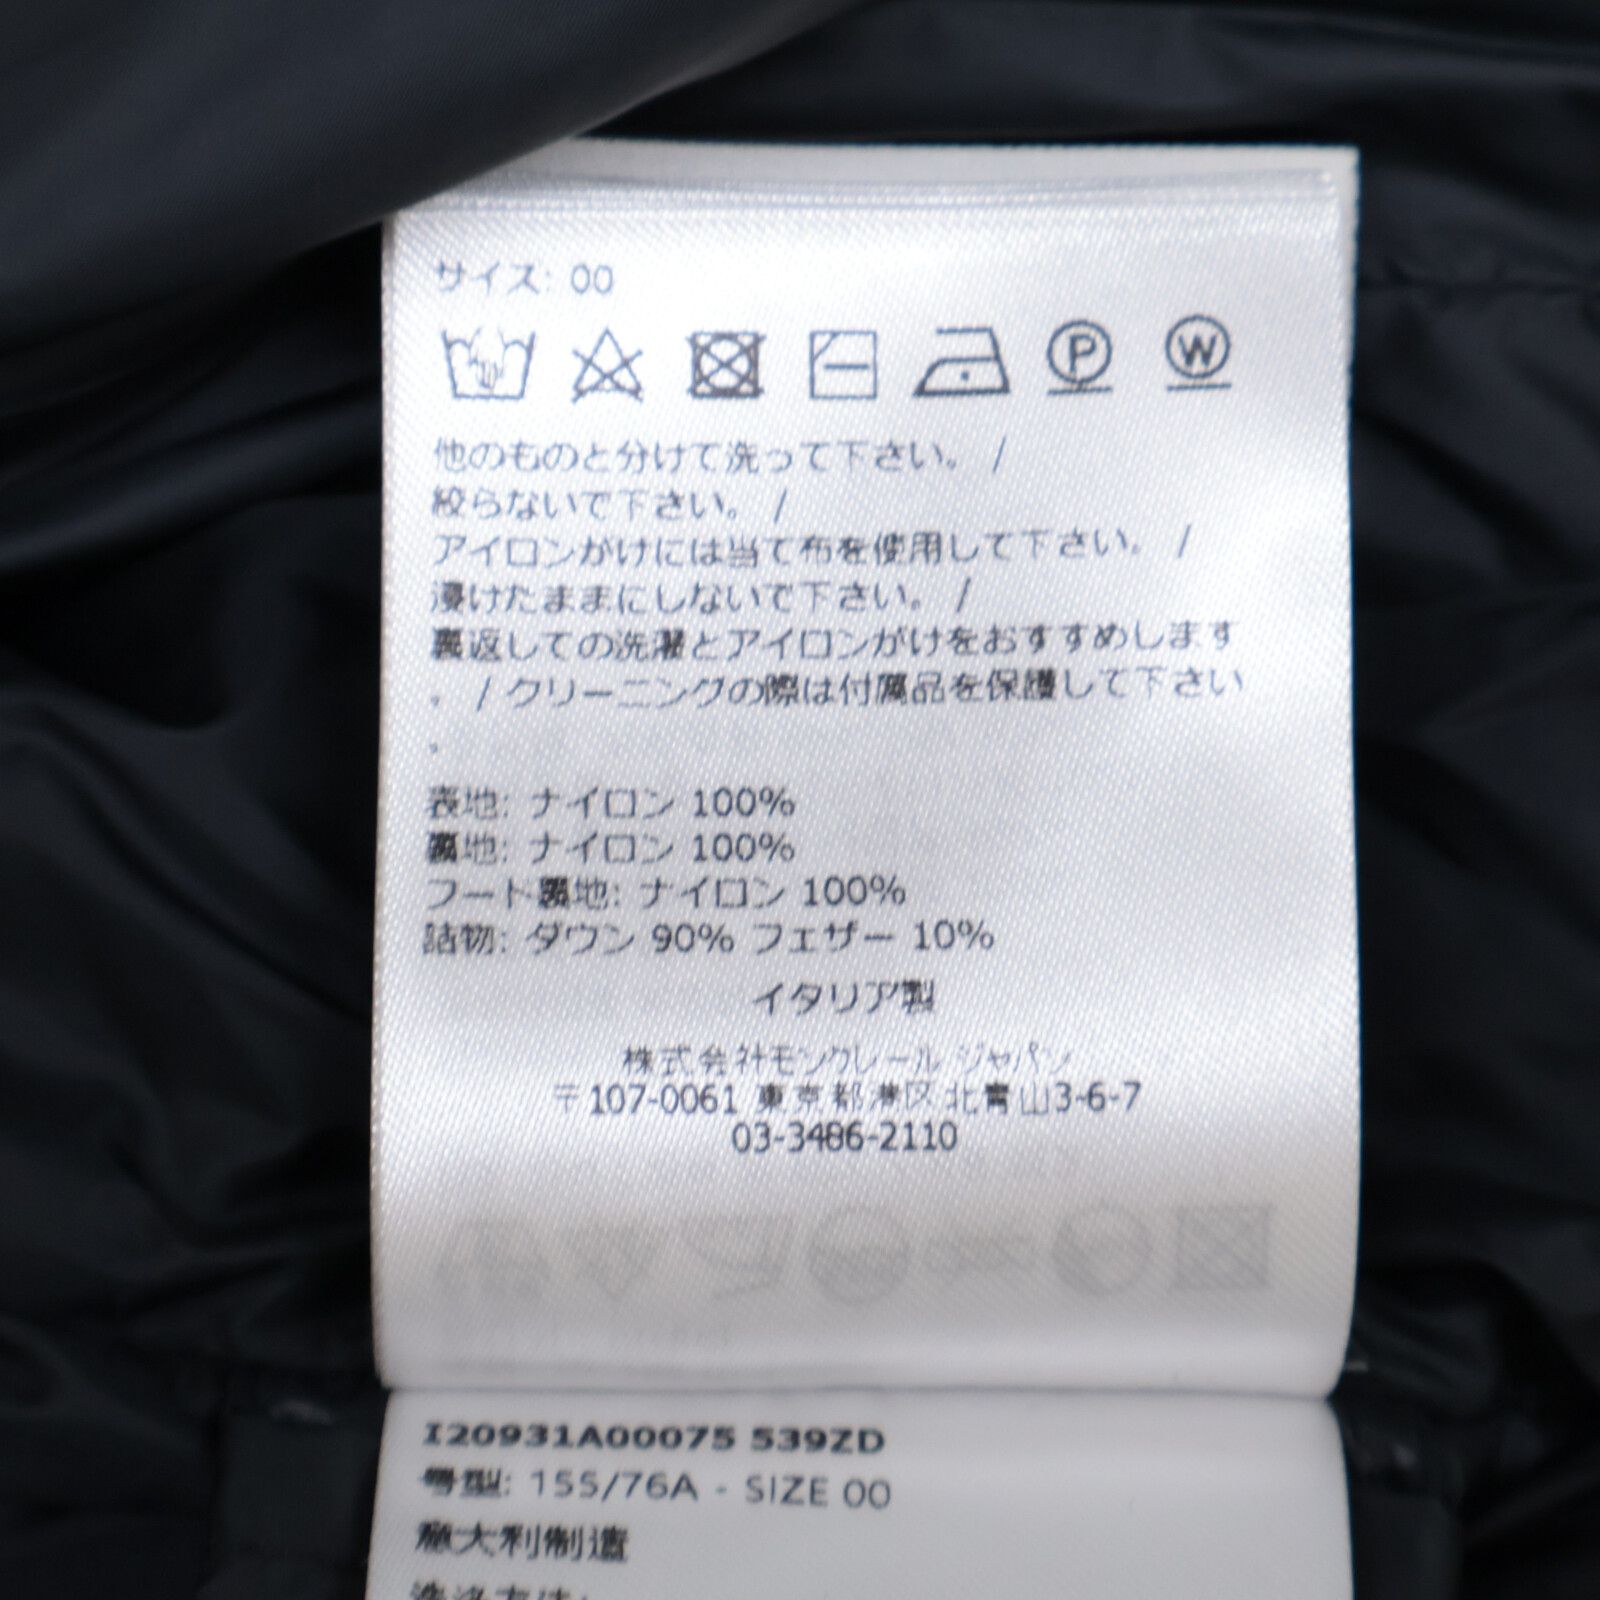 サイズ: 00
P W
他のものと分けて洗って下さい。 /
絞らないで下さい。 /
アイロンがけには当て布を使用して下さい。 /
浸けたままにしないで下さい。 /
裏返しての洗濯とアイロンがけをおすすめします
。 / クリーニングの際は付属品を保護して下さい
。
表地: ナイロン 100%
裏地: ナイロン 100%
フード裏地: ナイロン 100%
詰物: ダウン 90% フェザー 10%
イタリア製
株式会社モンクレール ジャパン
〒107-0061 東京都港区北青山3-6-7
03-3486-2110
I20931A00075 539ZD
号型: 155/76A - SIZE 00
意大利制造